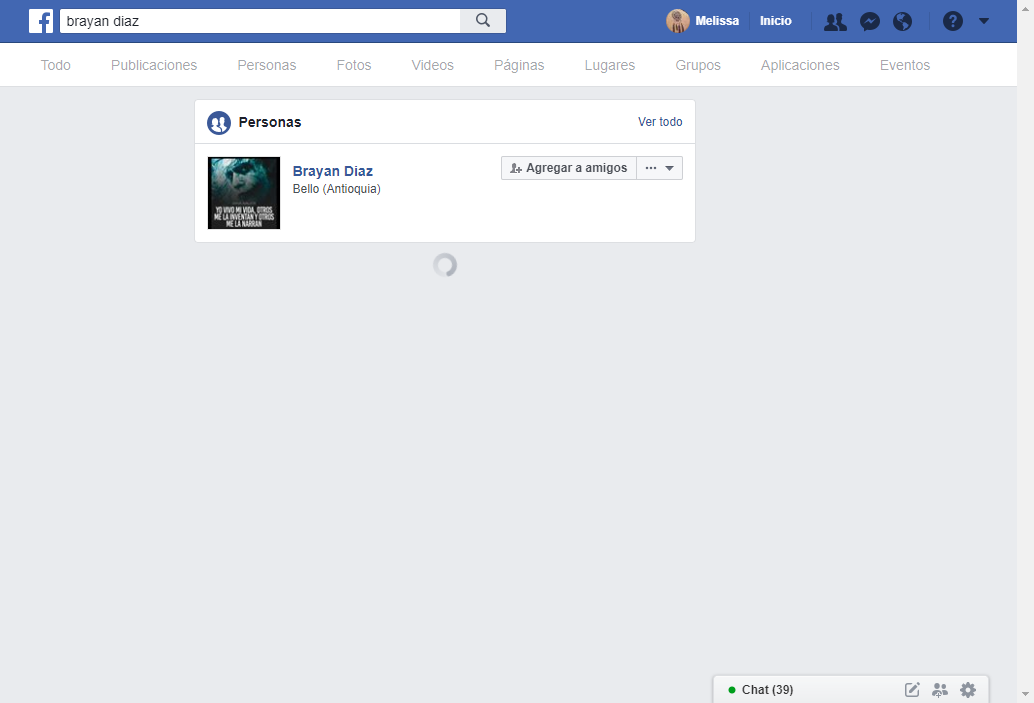 brayan diaz
Melissa
Inicio
Todo
Publicaciones
Personas
Fotos
Videos
Páginas
Lugares
Grupos
Aplicaciones
Eventos
Personas
Ver todo
Brayan Diaz
Bello (Antioquia)
Agregar a amigos
YO VIVO MI VIDA, OTROS
ME LA INVENTAN Y OTROS
ME LA NARRAN
Chat (39)